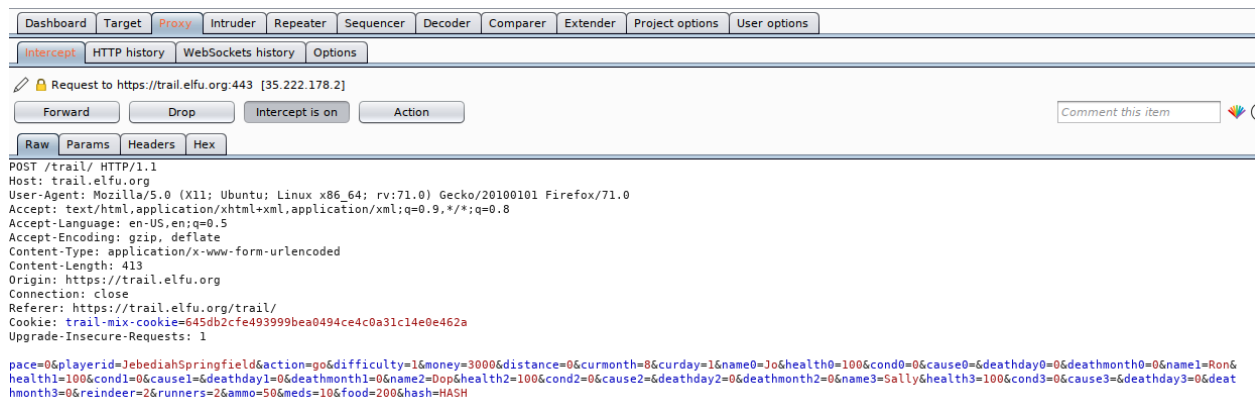 Dashboard Target Proxy Intruder Repeater Sequencer Decoder Comparer Extender Project options User options
Intercept HTTP history WebSockets history Options
Request to https://trail.elfu.org:443 [35.222.178.2]
Forward Drop Intercept is on Action Comment this item
Raw Params Headers Hex
POST /trail/ HTTP/1.1
Host: trail.elfu.org
User-Agent: Mozilla/5.0 (X11; Ubuntu; Linux x86_64; rv:71.0) Gecko/20100101 Firefox/71.0
Accept: text/html,application/xhtml+xml,application/xml;q=0.9,*/*;q=0.8
Accept-Language: en-US,en;q=0.5
Accept-Encoding: gzip, deflate
Content-Type: application/x-www-form-urlencoded
Content-Length: 413
Origin: https://trail.elfu.org
Connection: close
Referer: https://trail.elfu.org/trail/
Cookie: trail-mix-cookie=645db2cfe493999bea0494ce4c0a31c14e0e462a
Upgrade-Insecure-Requests: 1
pace=0&playerid=JebediahSpringfield&action=go&difficulty=1&money=3000&distance=0&curmonth=8&curday=1&name0=Jo&health0=100&cond0=0&cause0=&deathday0=0&deathmonth0=0&name1=Ron&
health1=100&cond1=0&cause1=&deathday1=0&deathmonth1=0&name2=Dop&health2=100&cond2=0&cause2=&deathday2=0&deathmonth2=0&name3=Sally&health3=100&cond3=0&cause3=&deathday3=0&deat
hmonth3=0&reindeer=2&runners=2&ammo=50&meds=10&food=200&hash=HASH